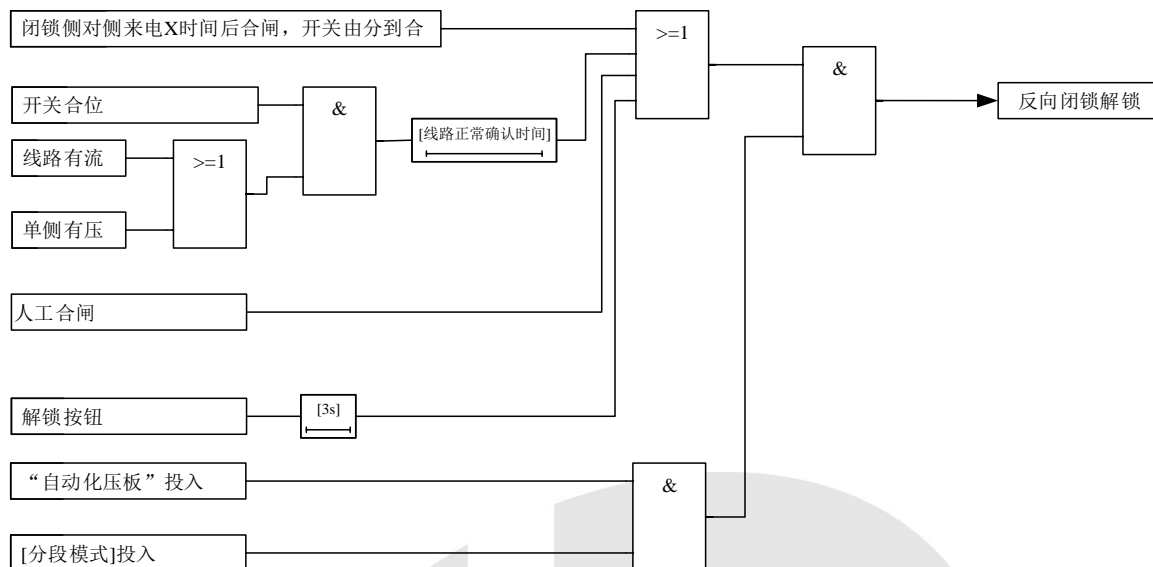 闭锁侧对侧来电X时间后合闸，开关由分到合
>=1
&
反向闭锁解锁
开关合位
&
[线路正常确认时间]
线路有流
>=1
单侧有压
人工合闸
解锁按钮
[3s]
“自动化压板”投入
&
[分段模式]投入